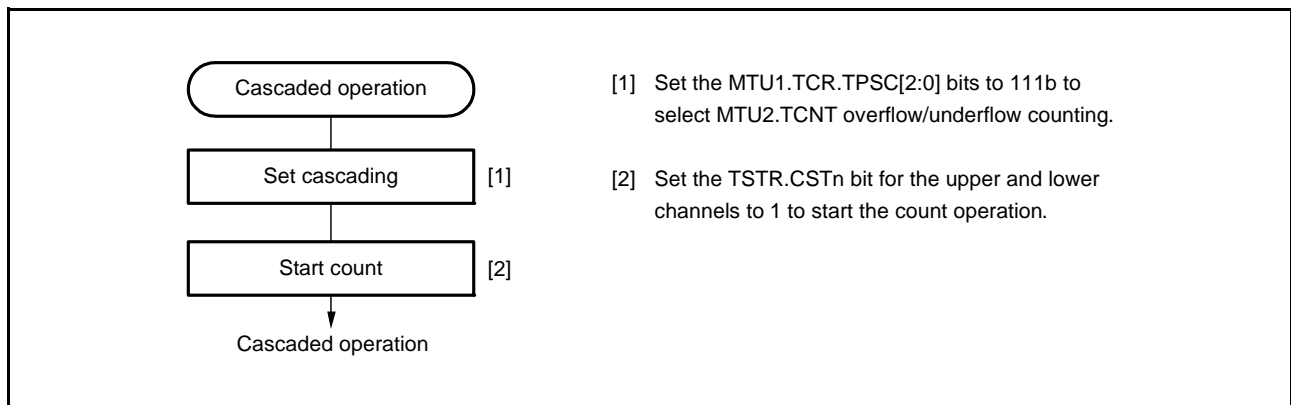 Cascaded operation
Set cascading [1]
Start count [2]
Cascaded operation
[1] Set the MTU1.TCR.TPSC[2:0] bits to 111b to
select MTU2.TCNT overflow/underflow counting.
[2] Set the TSTR.CSTn bit for the upper and lower
channels to 1 to start the count operation.